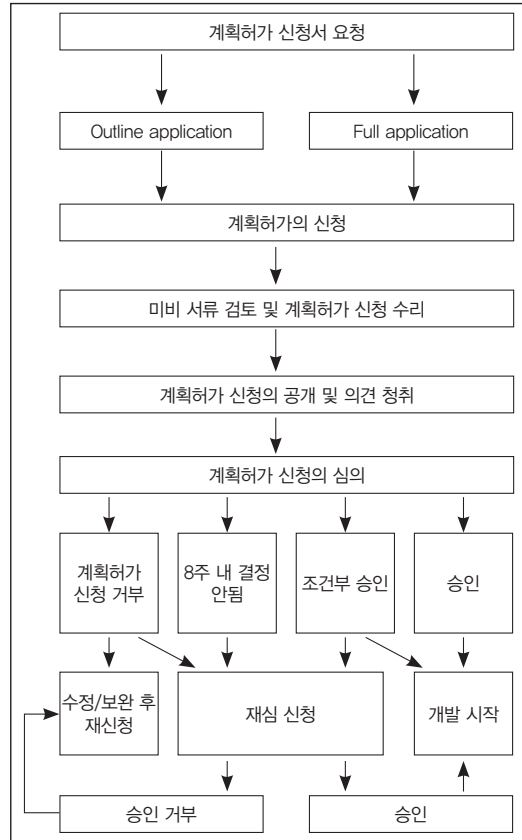 계획허가 신청서 요청
Outline application
Full application
계획허가의 신청
미비 서류 검토 및 계획허가 신청 수리
계획허가 신청의 공개 및 의견 청취
계획허가 신청의 심의
계획허가
신청 거부
8주 내 결정
안됨
조건부 승인
승인
수정/보완 후
재신청
재심 신청
개발 시작
승인 거부
승인